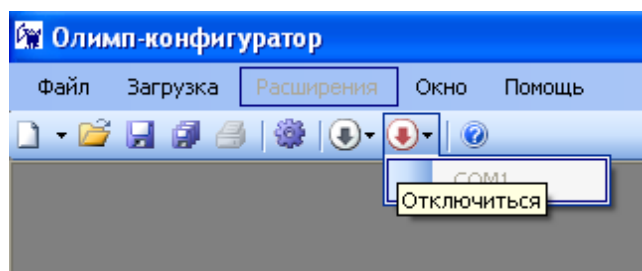 Олимп-конфигуратор
Файл Загрузка Расширения Окно Помощь
COM1
Отключиться